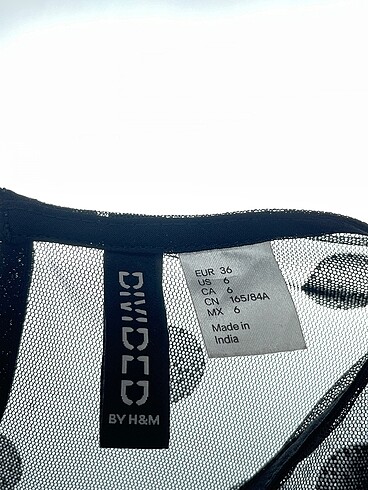 DIVIDED
BY H&M
EUR 36
US 6
CA 6
CN 165/84A
MX 6
Made in
India